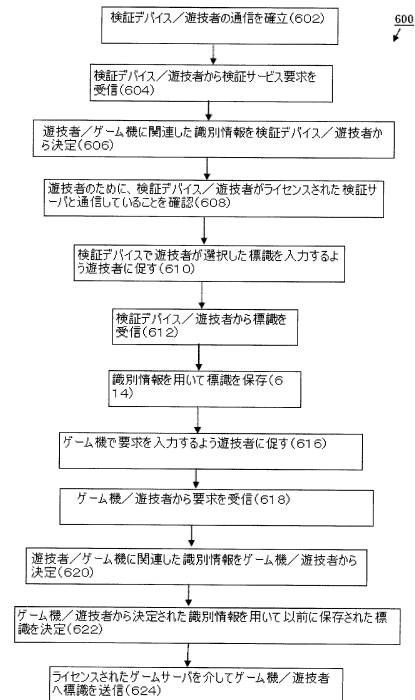 600
検証デバイス／遊技者の通信を確立(602)
検証デバイス／遊技者から検証サービス要求を
受信(604)
遊技者／ゲーム機に関連した識別情報を検証デバイス／遊技者か
ら決定(606)
遊技者のために、検証デバイス／遊技者がライセンスされた検証サー
バと通信していることを確認(608)
検証デバイスで遊技者が選択した標識を入力するよ
う遊技者に促す(610)
検証デバイス／遊技者から標識を
受信(612)
識別情報を用いて標識を保存(6
14)
ゲーム機で要求を入力するよう遊技者に促す(616)
ゲーム機／遊技者から要求を受信(618)
遊技者／ゲーム機に関連した識別情報をゲーム機／遊技者から
決定(620)
ゲーム機／遊技者から決定された識別情報を用いて以前に保存された標
識を決定(622)
ライセンスされたゲームサーバを介してゲーム機／遊技者
へ標識を送信(624)